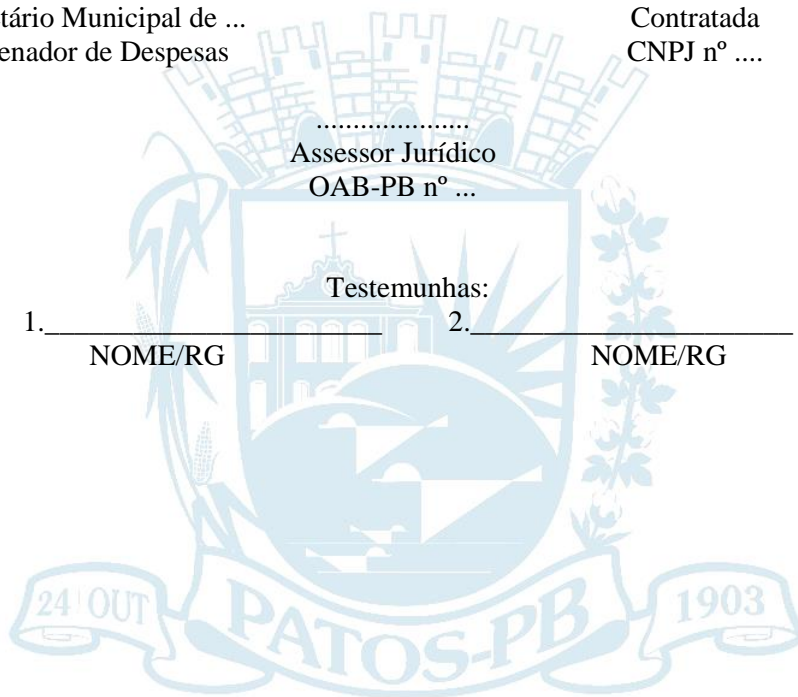 tário Municipal de ... Contratada
enador de Despesas CNPJ nº ....
.....................
Assessor Jurídico
OAB-PB nº ...
Testemunhas:
1.________________________ 2.________________________
NOME/RG NOME/RG
24 OUT PATOS-PB 1903